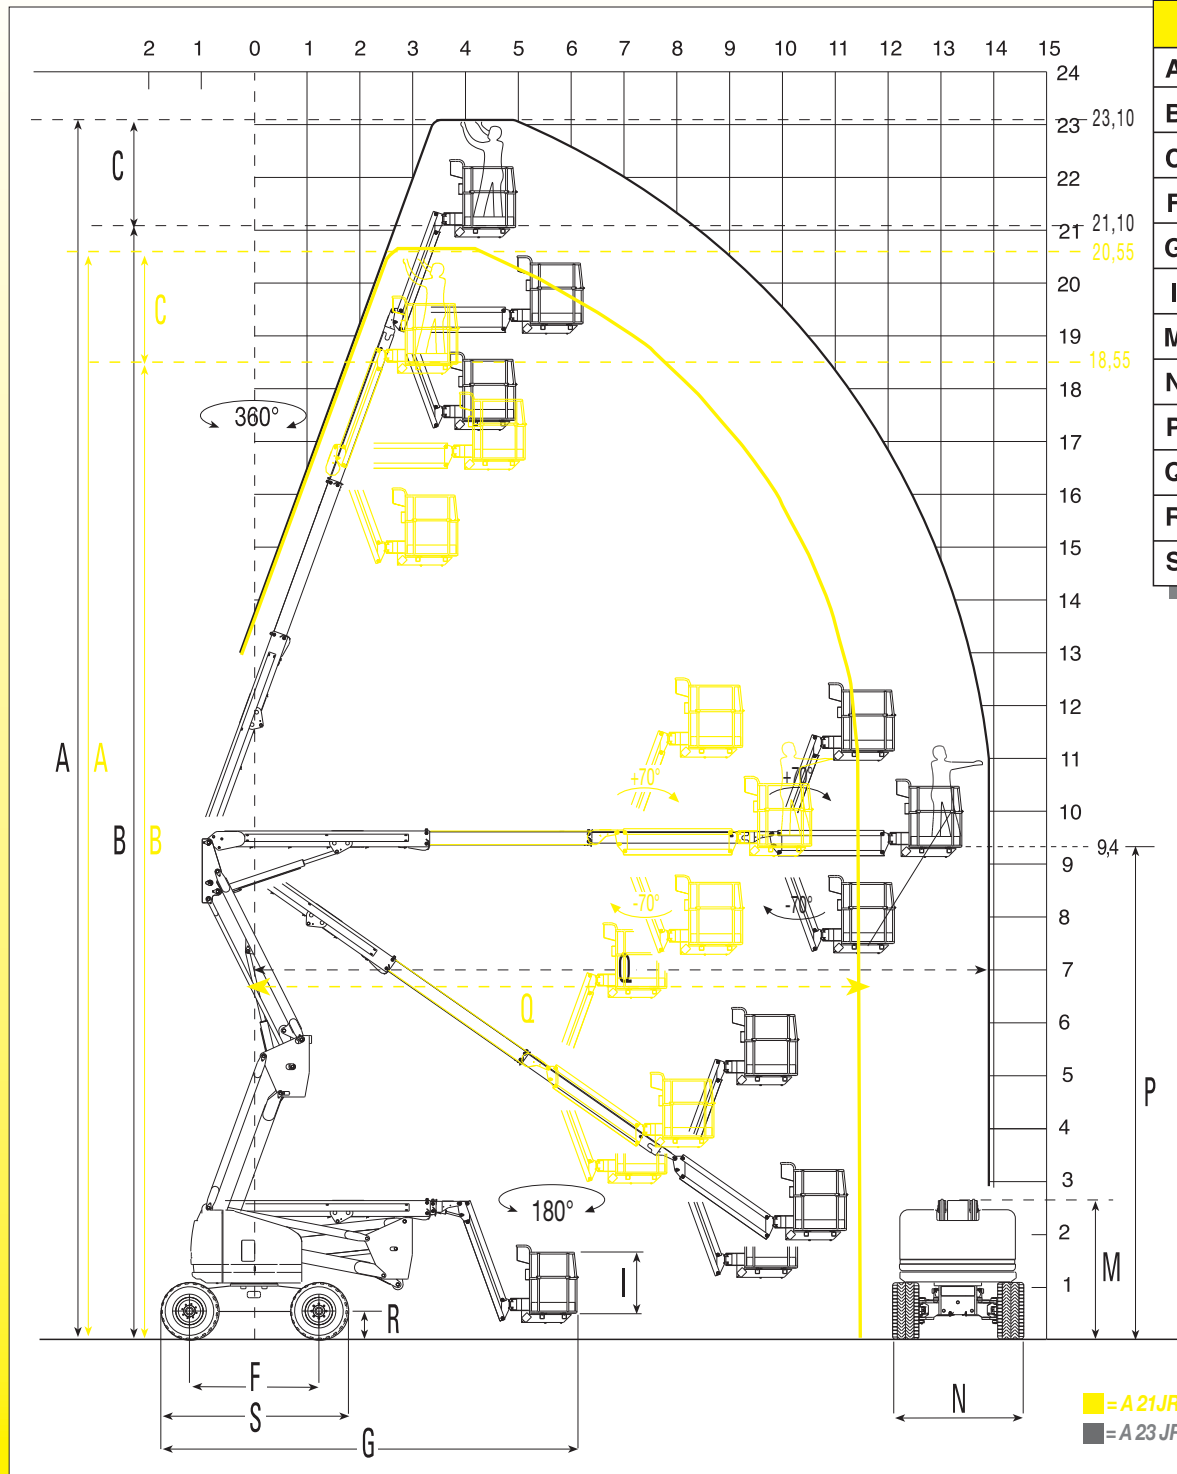 2 1 0 1 2 3 4 5 6 7 8 9 10 11 12 13 14 15
24
23,10
23
22
21,10
21
20,55
20
19
18,55
18
17
16
15
14
13
12
11
10
9,4
9
8
7
6
5
4
3
2
1
C
C
360°
A
A
B
B
+70°
+70°
-70°
-70°
Q
Q
180°
I
R
F
S
G
P
M
N
A
C
G
I
M
N
Q
S
= A 21 JR
= A 23 JR